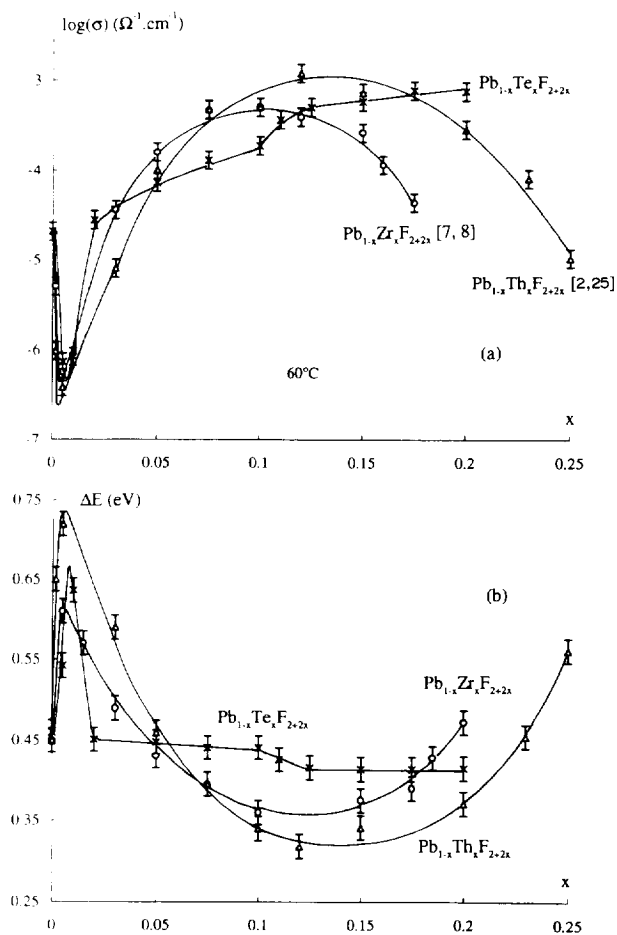 log(σ) (Ω⁻¹.cm⁻¹)
-3
-4
-5
-6
-7
Pb₁₋ₓTeₓF₂₊₂ₓ
Pb₁₋ₓZrₓF₂₊₂ₓ [7, 8]
Pb₁₋ₓThₓF₂₊₂ₓ [2,25]
(a)
60°C
x
0 0.05 0.1 0.15 0.2 0.25
ΔE (eV)
0.75
0.65
0.55
0.45
0.35
0.25
(b)
Pb₁₋ₓZrₓF₂₊₂ₓ
Pb₁₋ₓTeₓF₂₊₂ₓ
Pb₁₋ₓThₓF₂₊₂ₓ
x
0 0.05 0.1 0.15 0.2 0.25